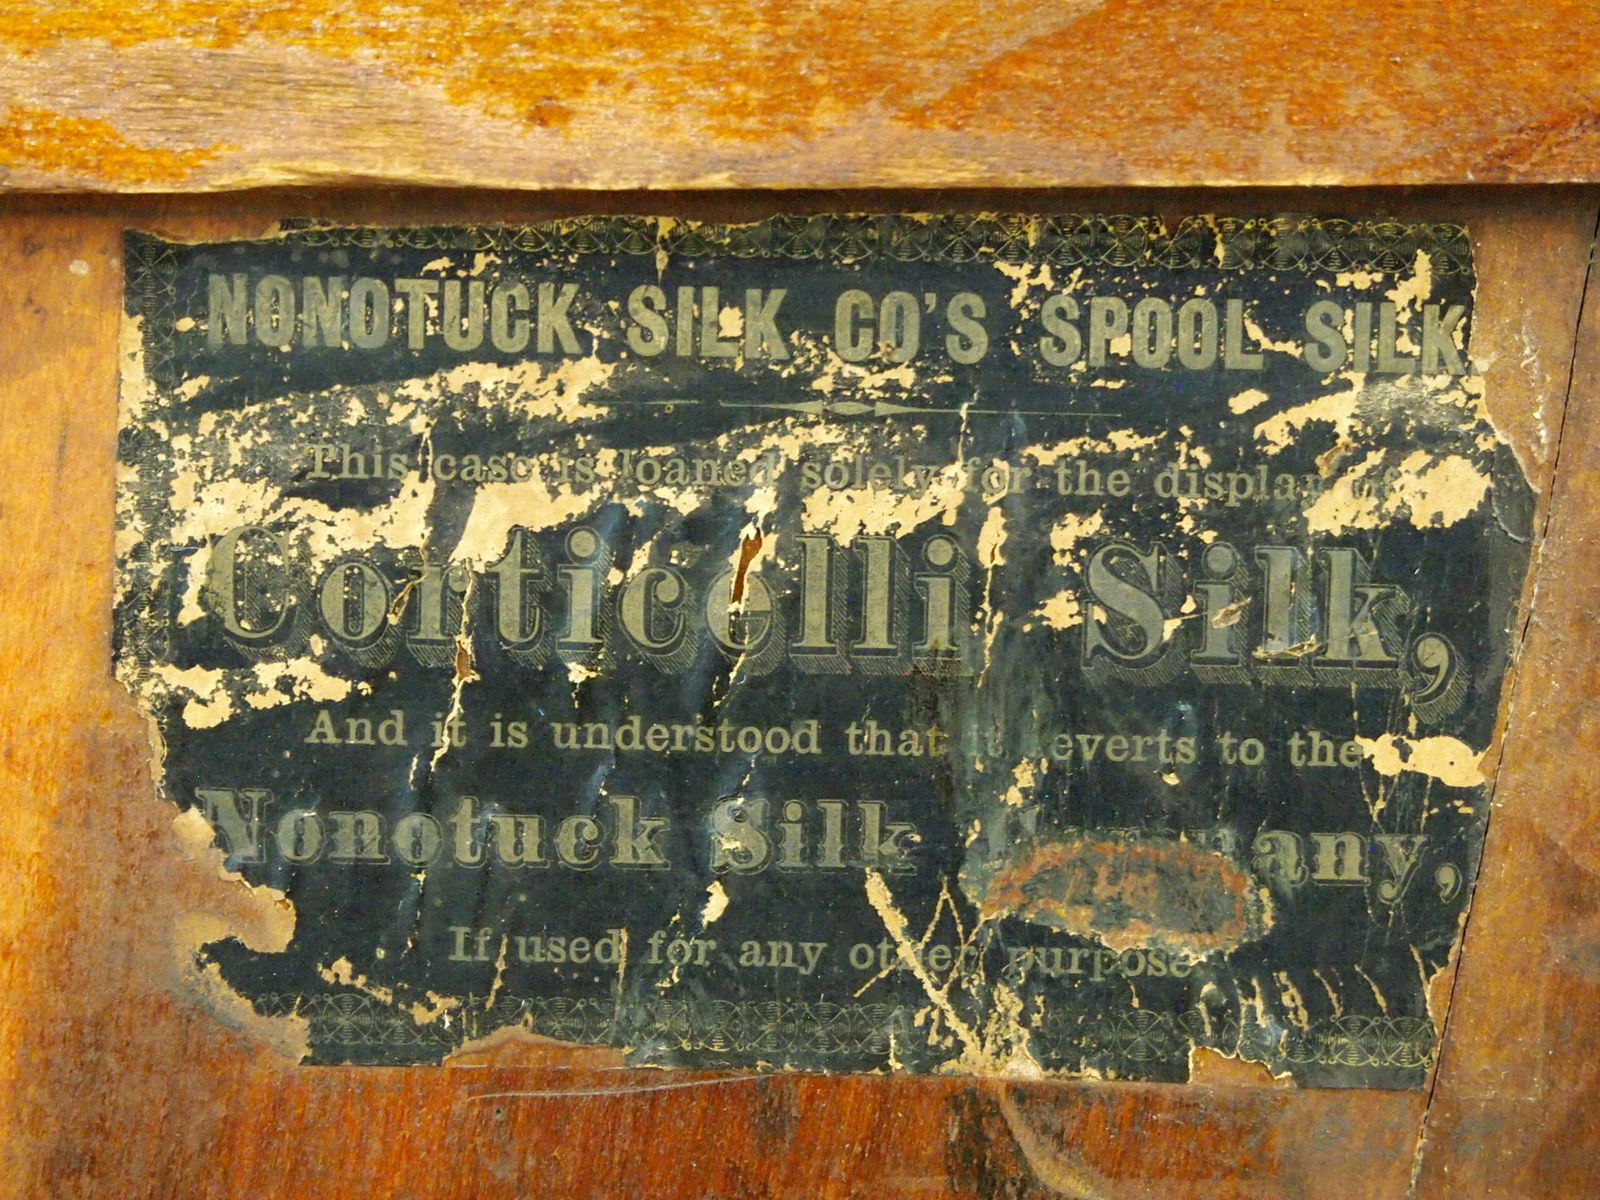 NONOTUCK SILK CO'S SPOOL SILK.
This case is loaned solely for the display of
Corticelli Silk,
And it is understood that it reverts to the
Nonotuck Silk Company,
If used for any other purpose.